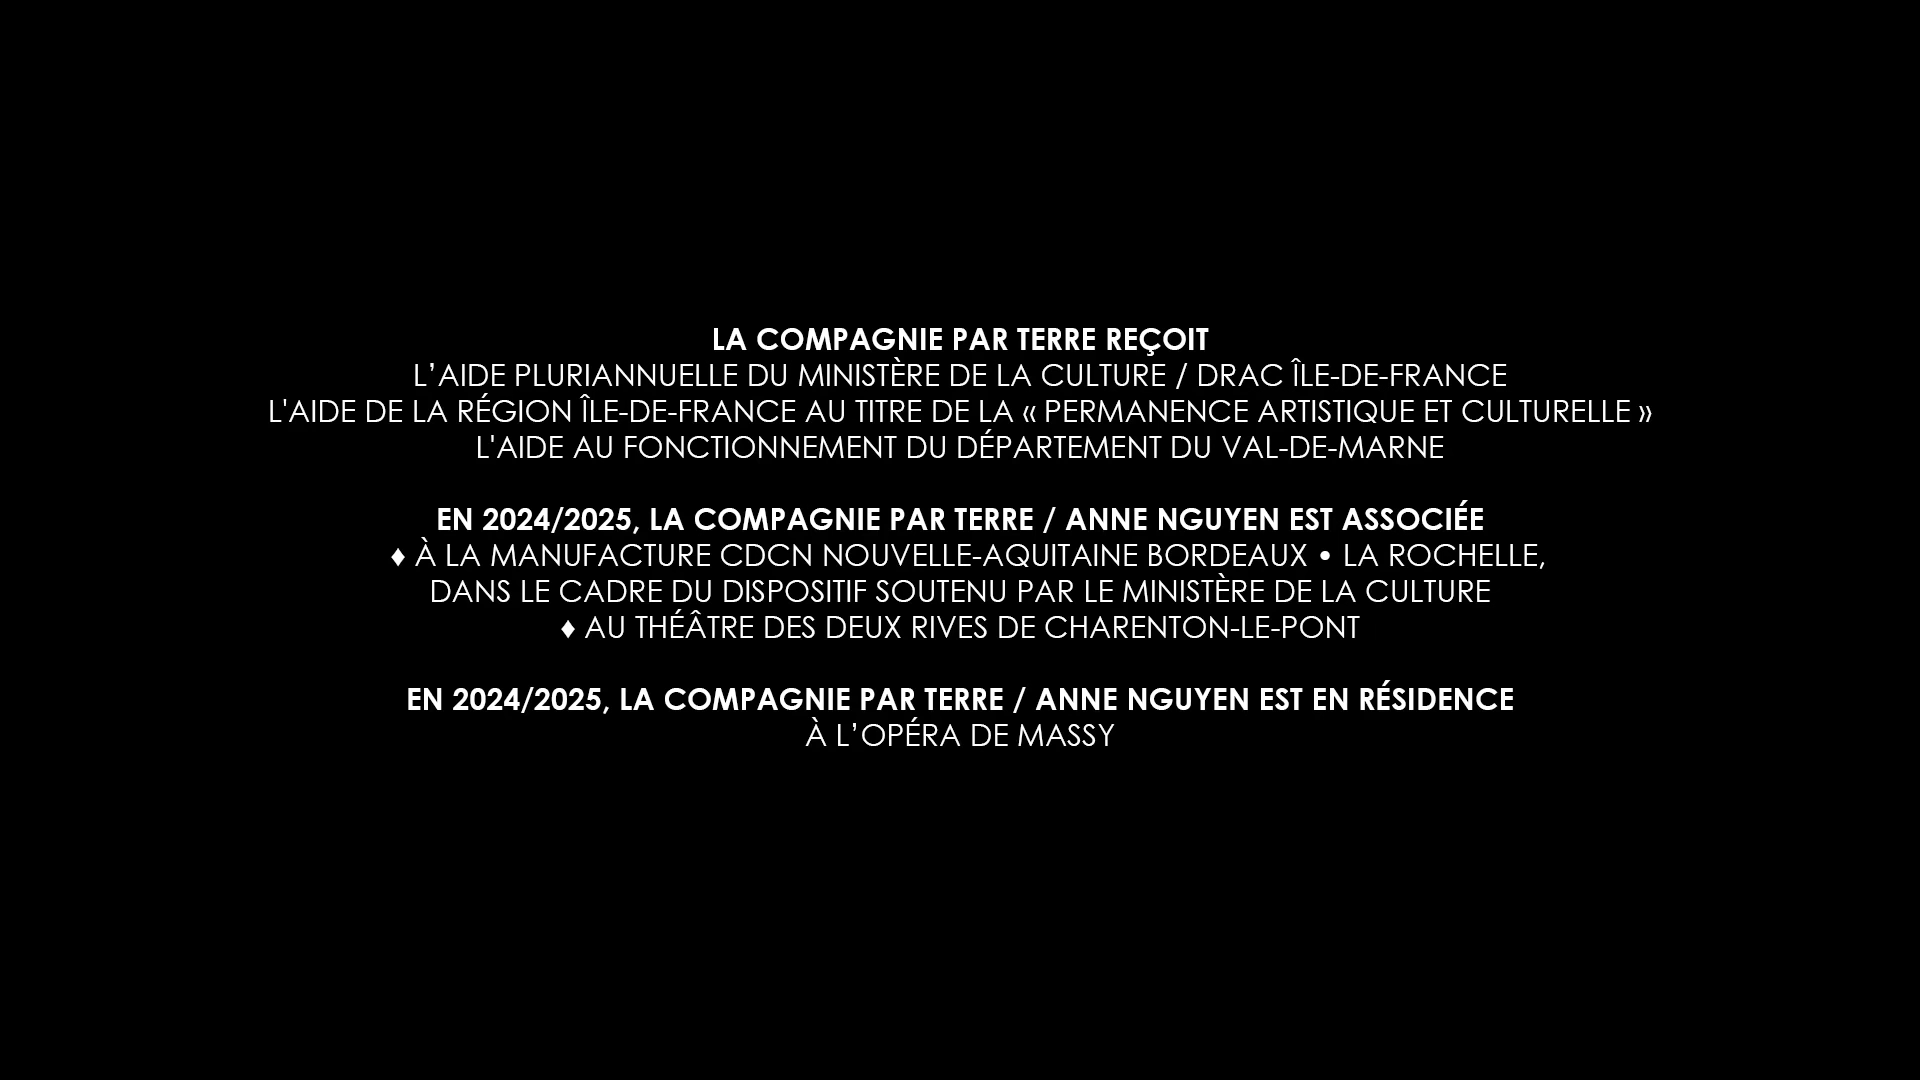 LA COMPAGNIE PAR TERRE REÇOIT
L’AIDE PLURIANNUELLE DU MINISTÈRE DE LA CULTURE / DRAC ÎLE-DE-FRANCE
L'AIDE DE LA RÉGION ÎLE-DE-FRANCE AU TITRE DE LA « PERMANENCE ARTISTIQUE ET CULTURELLE »
L'AIDE AU FONCTIONNEMENT DU DÉPARTEMENT DU VAL-DE-MARNE
EN 2024/2025, LA COMPAGNIE PAR TERRE / ANNE NGUYEN EST ASSOCIÉE
♦ À LA MANUFACTURE CDCN NOUVELLE-AQUITAINE BORDEAUX • LA ROCHELLE,
DANS LE CADRE DU DISPOSITIF SOUTENU PAR LE MINISTÈRE DE LA CULTURE
♦ AU THÉÂTRE DES DEUX RIVES DE CHARENTON-LE-PONT
EN 2024/2025, LA COMPAGNIE PAR TERRE / ANNE NGUYEN EST EN RÉSIDENCE
À L’OPÉRA DE MASSY